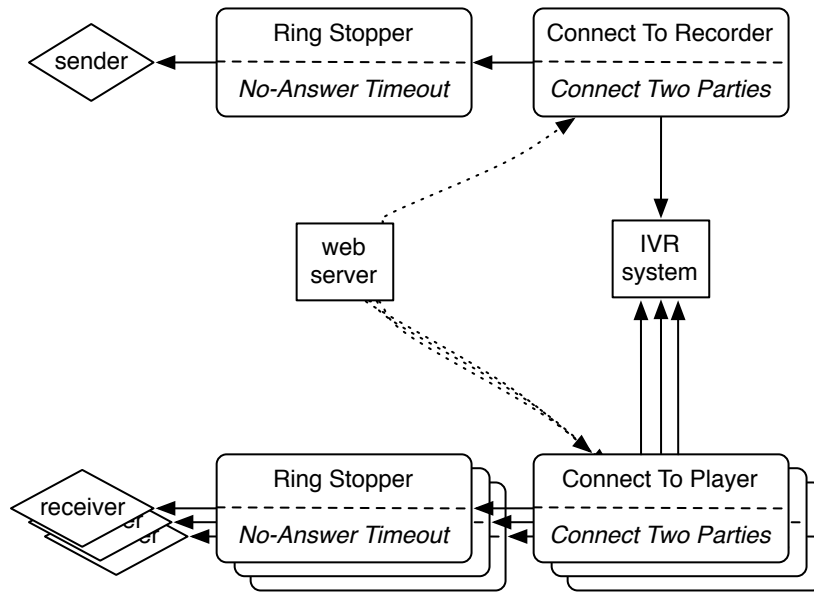 sender
Ring Stopper
No-Answer Timeout
Connect To Recorder
Connect Two Parties
web
server
IVR
system
receiver
Ring Stopper
No-Answer Timeout
Connect To Player
Connect Two Parties